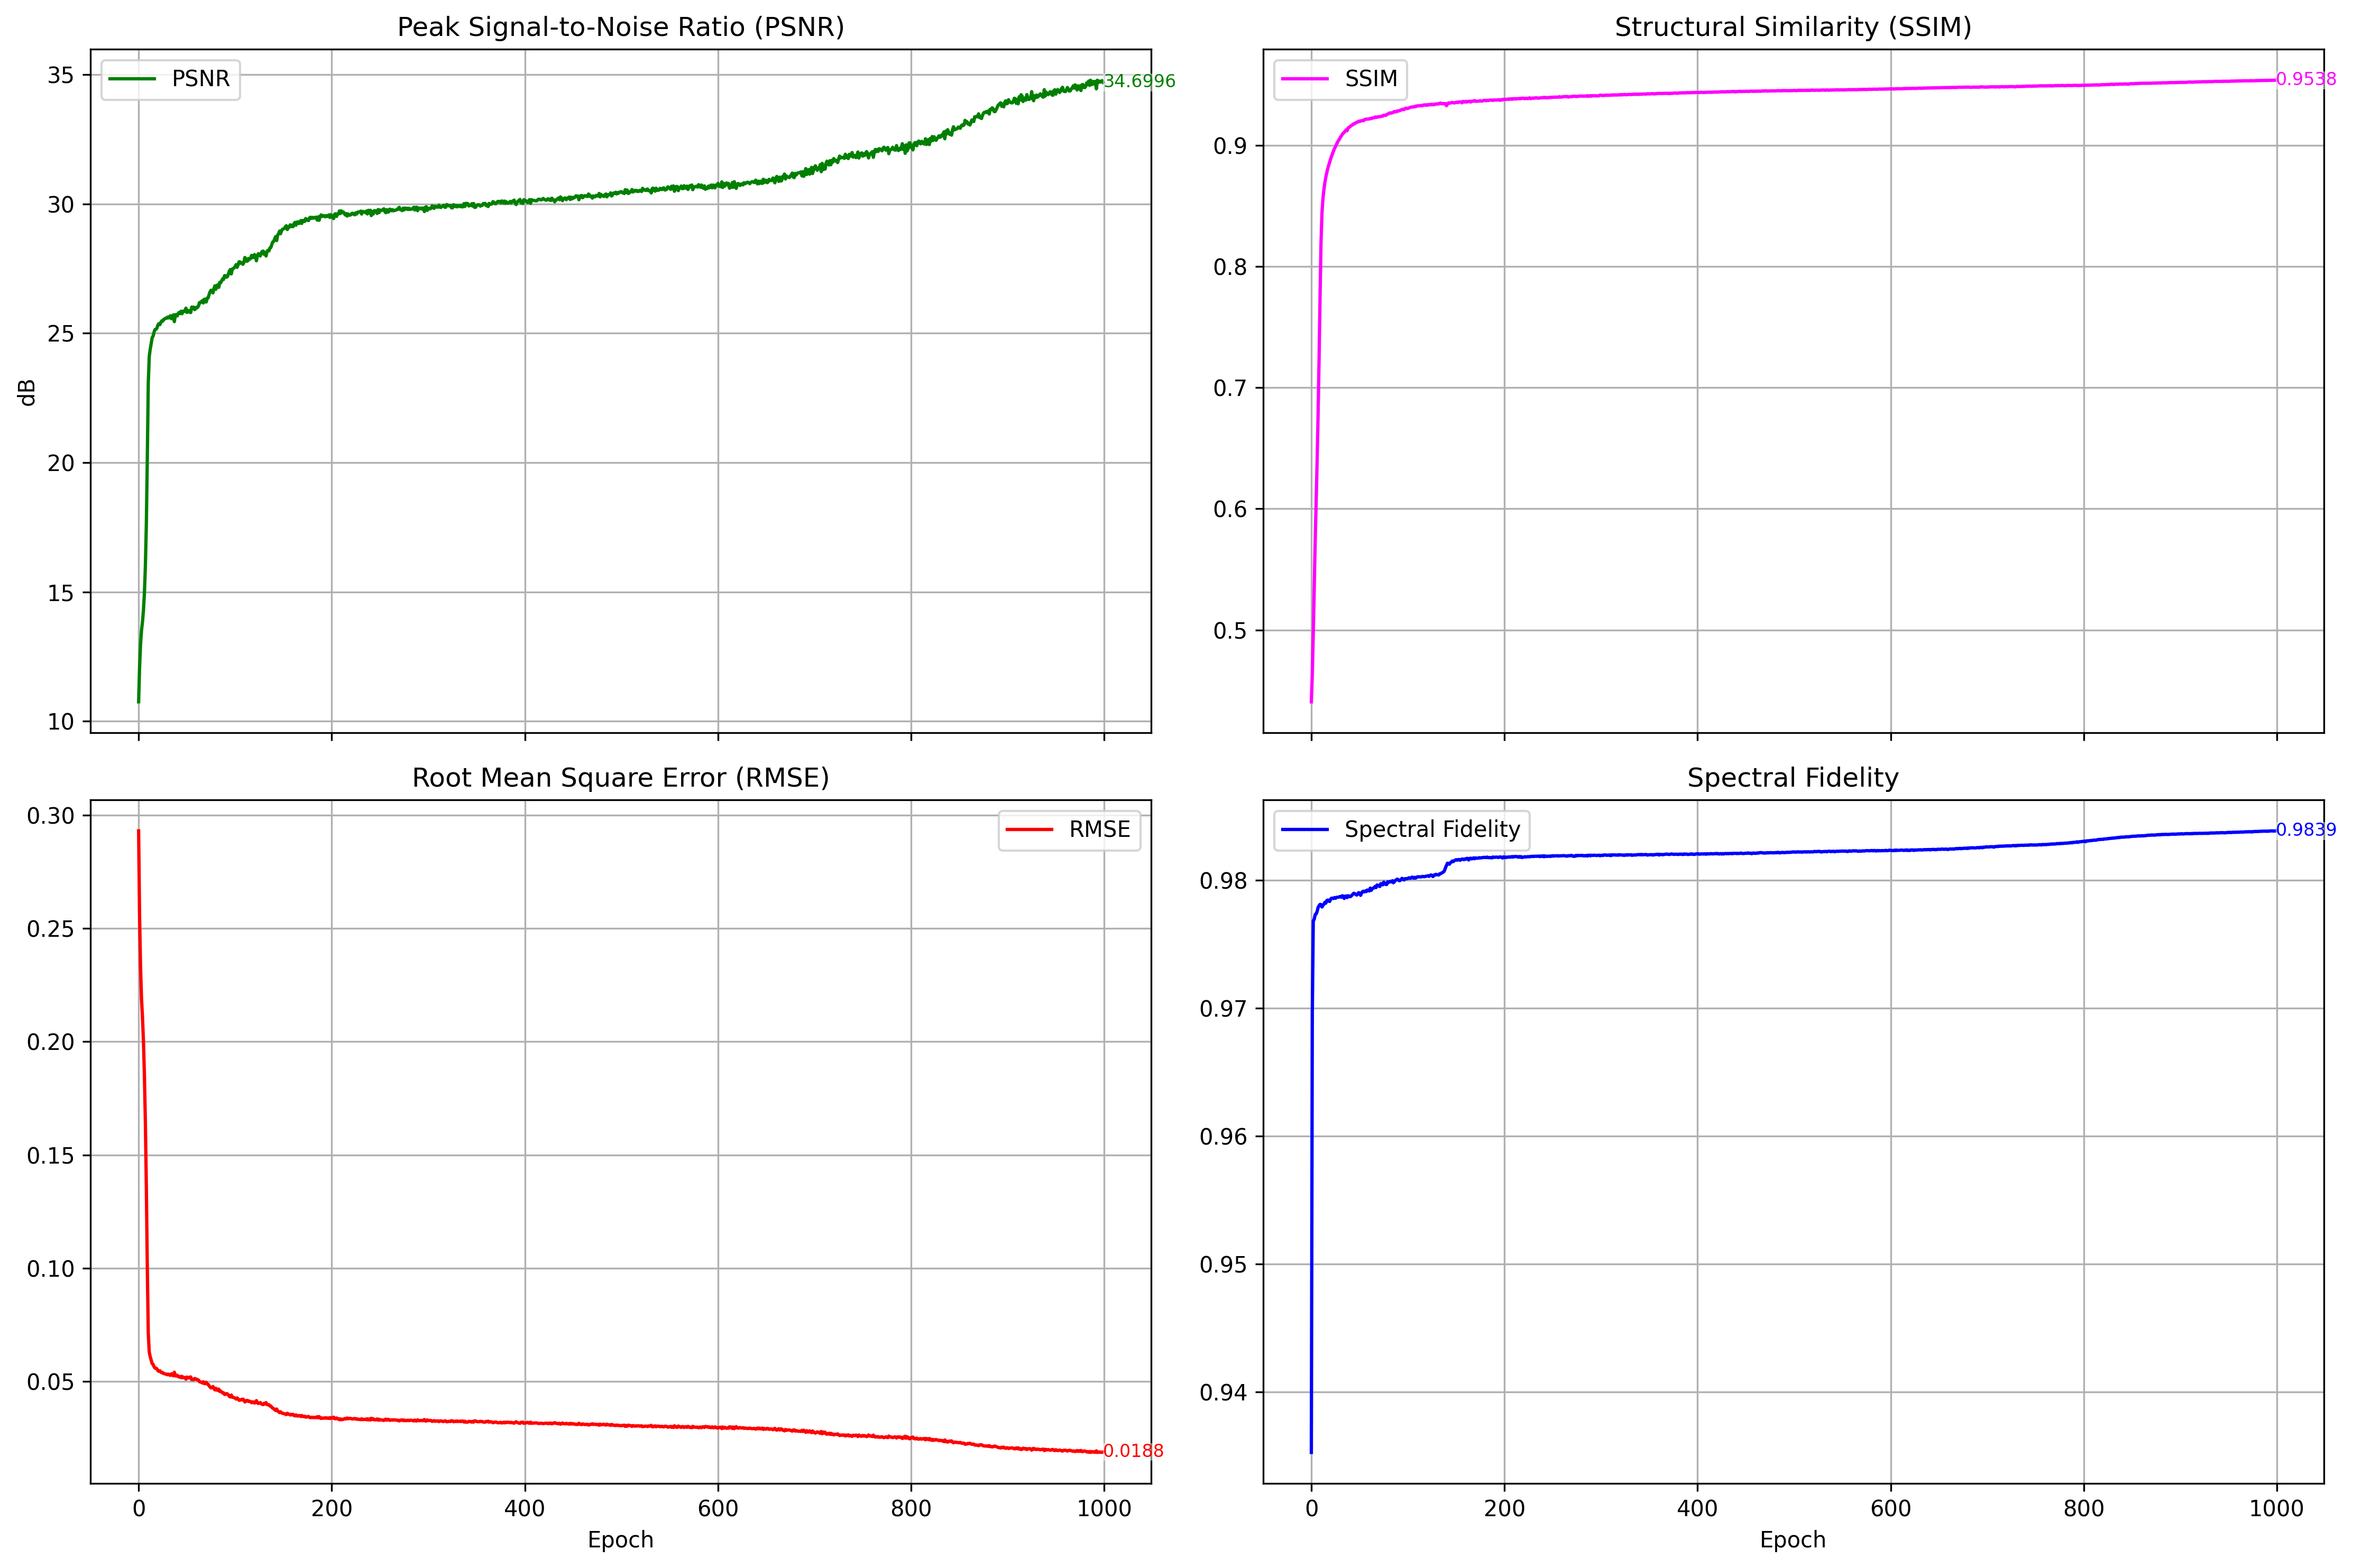 Peak Signal-to-Noise Ratio (PSNR)
PSNR
34.6996
35
30
25
20
15
10
dB
Structural Similarity (SSIM)
SSIM
0.9538
0.9
0.8
0.7
0.6
0.5
Root Mean Square Error (RMSE)
RMSE
0.0188
0.30
0.25
0.20
0.15
0.10
0.05
0 200 400 600 800 1000
Epoch
Spectral Fidelity
Spectral Fidelity
0.9839
0.98
0.97
0.96
0.95
0.94
0 200 400 600 800 1000
Epoch